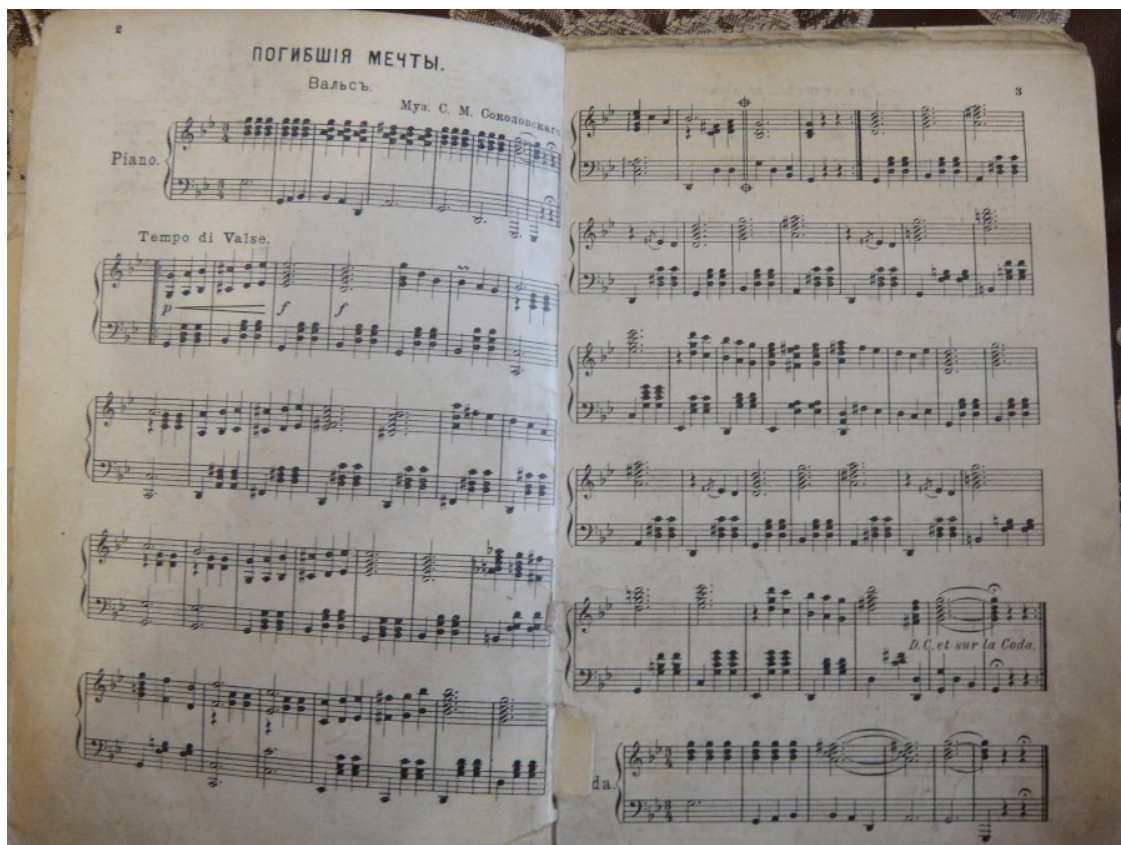 2
ПОГИБШІЯ МЕЧТЫ.
Вальсъ.
Муз. С. М. Соколовскаго
Piano.
Tempo di Valse.
p f f
3
D.C. et sur la Coda.
da.